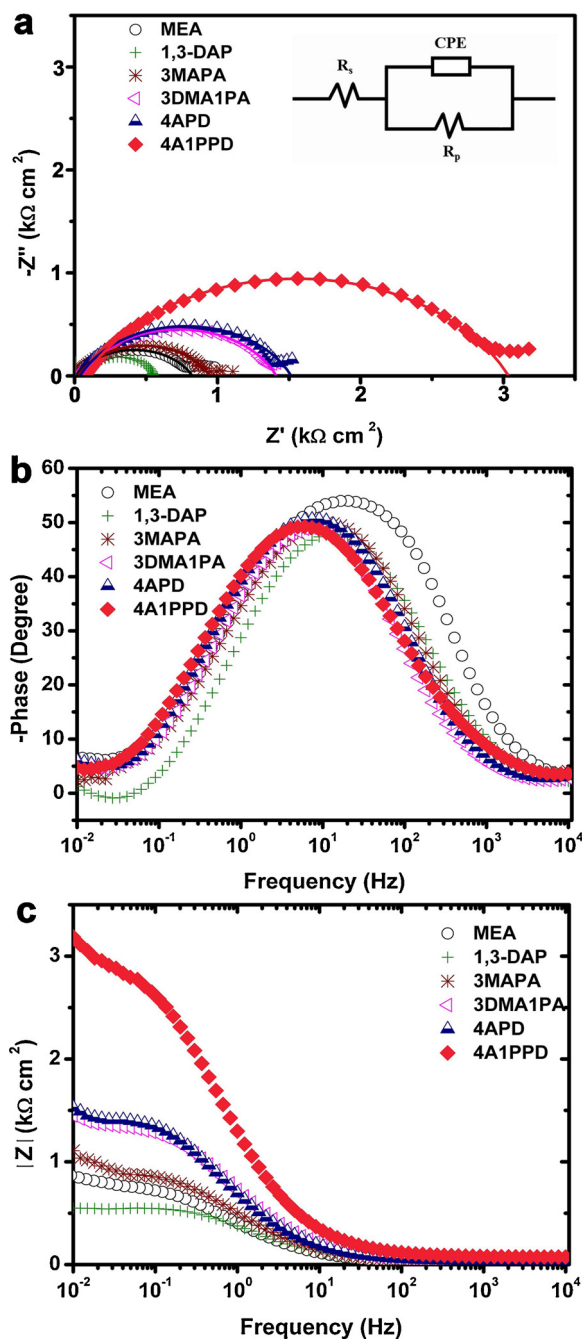 a
MEA
1,3-DAP
3MAPA
3DMA1PA
4APD
4A1PPD
CPE
Rs
Rp
3
2
1
0
-Z'' (kΩ cm²)
0 1 2 3
Z' (kΩ cm²)
b
MEA
1,3-DAP
3MAPA
3DMA1PA
4APD
4A1PPD
60
50
40
30
20
10
0
-Phase (Degree)
10⁻² 10⁻¹ 10⁰ 10¹ 10² 10³ 10⁴
Frequency (Hz)
c
MEA
1,3-DAP
3MAPA
3DMA1PA
4APD
4A1PPD
3
2
1
0
|Z| (kΩ cm²)
10⁻² 10⁻¹ 10⁰ 10¹ 10² 10³ 10⁴
Frequency (Hz)